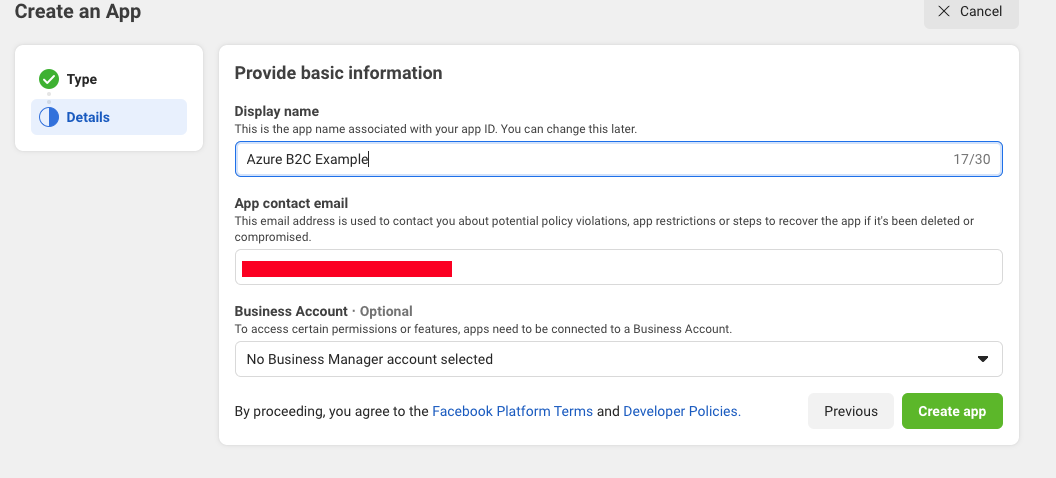 Create an App
Cancel
Type
Details
Provide basic information
Display name
This is the app name associated with your app ID. You can change this later.
Azure B2C Example
17/30
App contact email
This email address is used to contact you about potential policy violations, app restrictions or steps to recover the app if it's been deleted or
compromised.
Business Account · Optional
To access certain permissions or features, apps need to be connected to a Business Account.
No Business Manager account selected
By proceeding, you agree to the Facebook Platform Terms and Developer Policies.
Previous
Create app